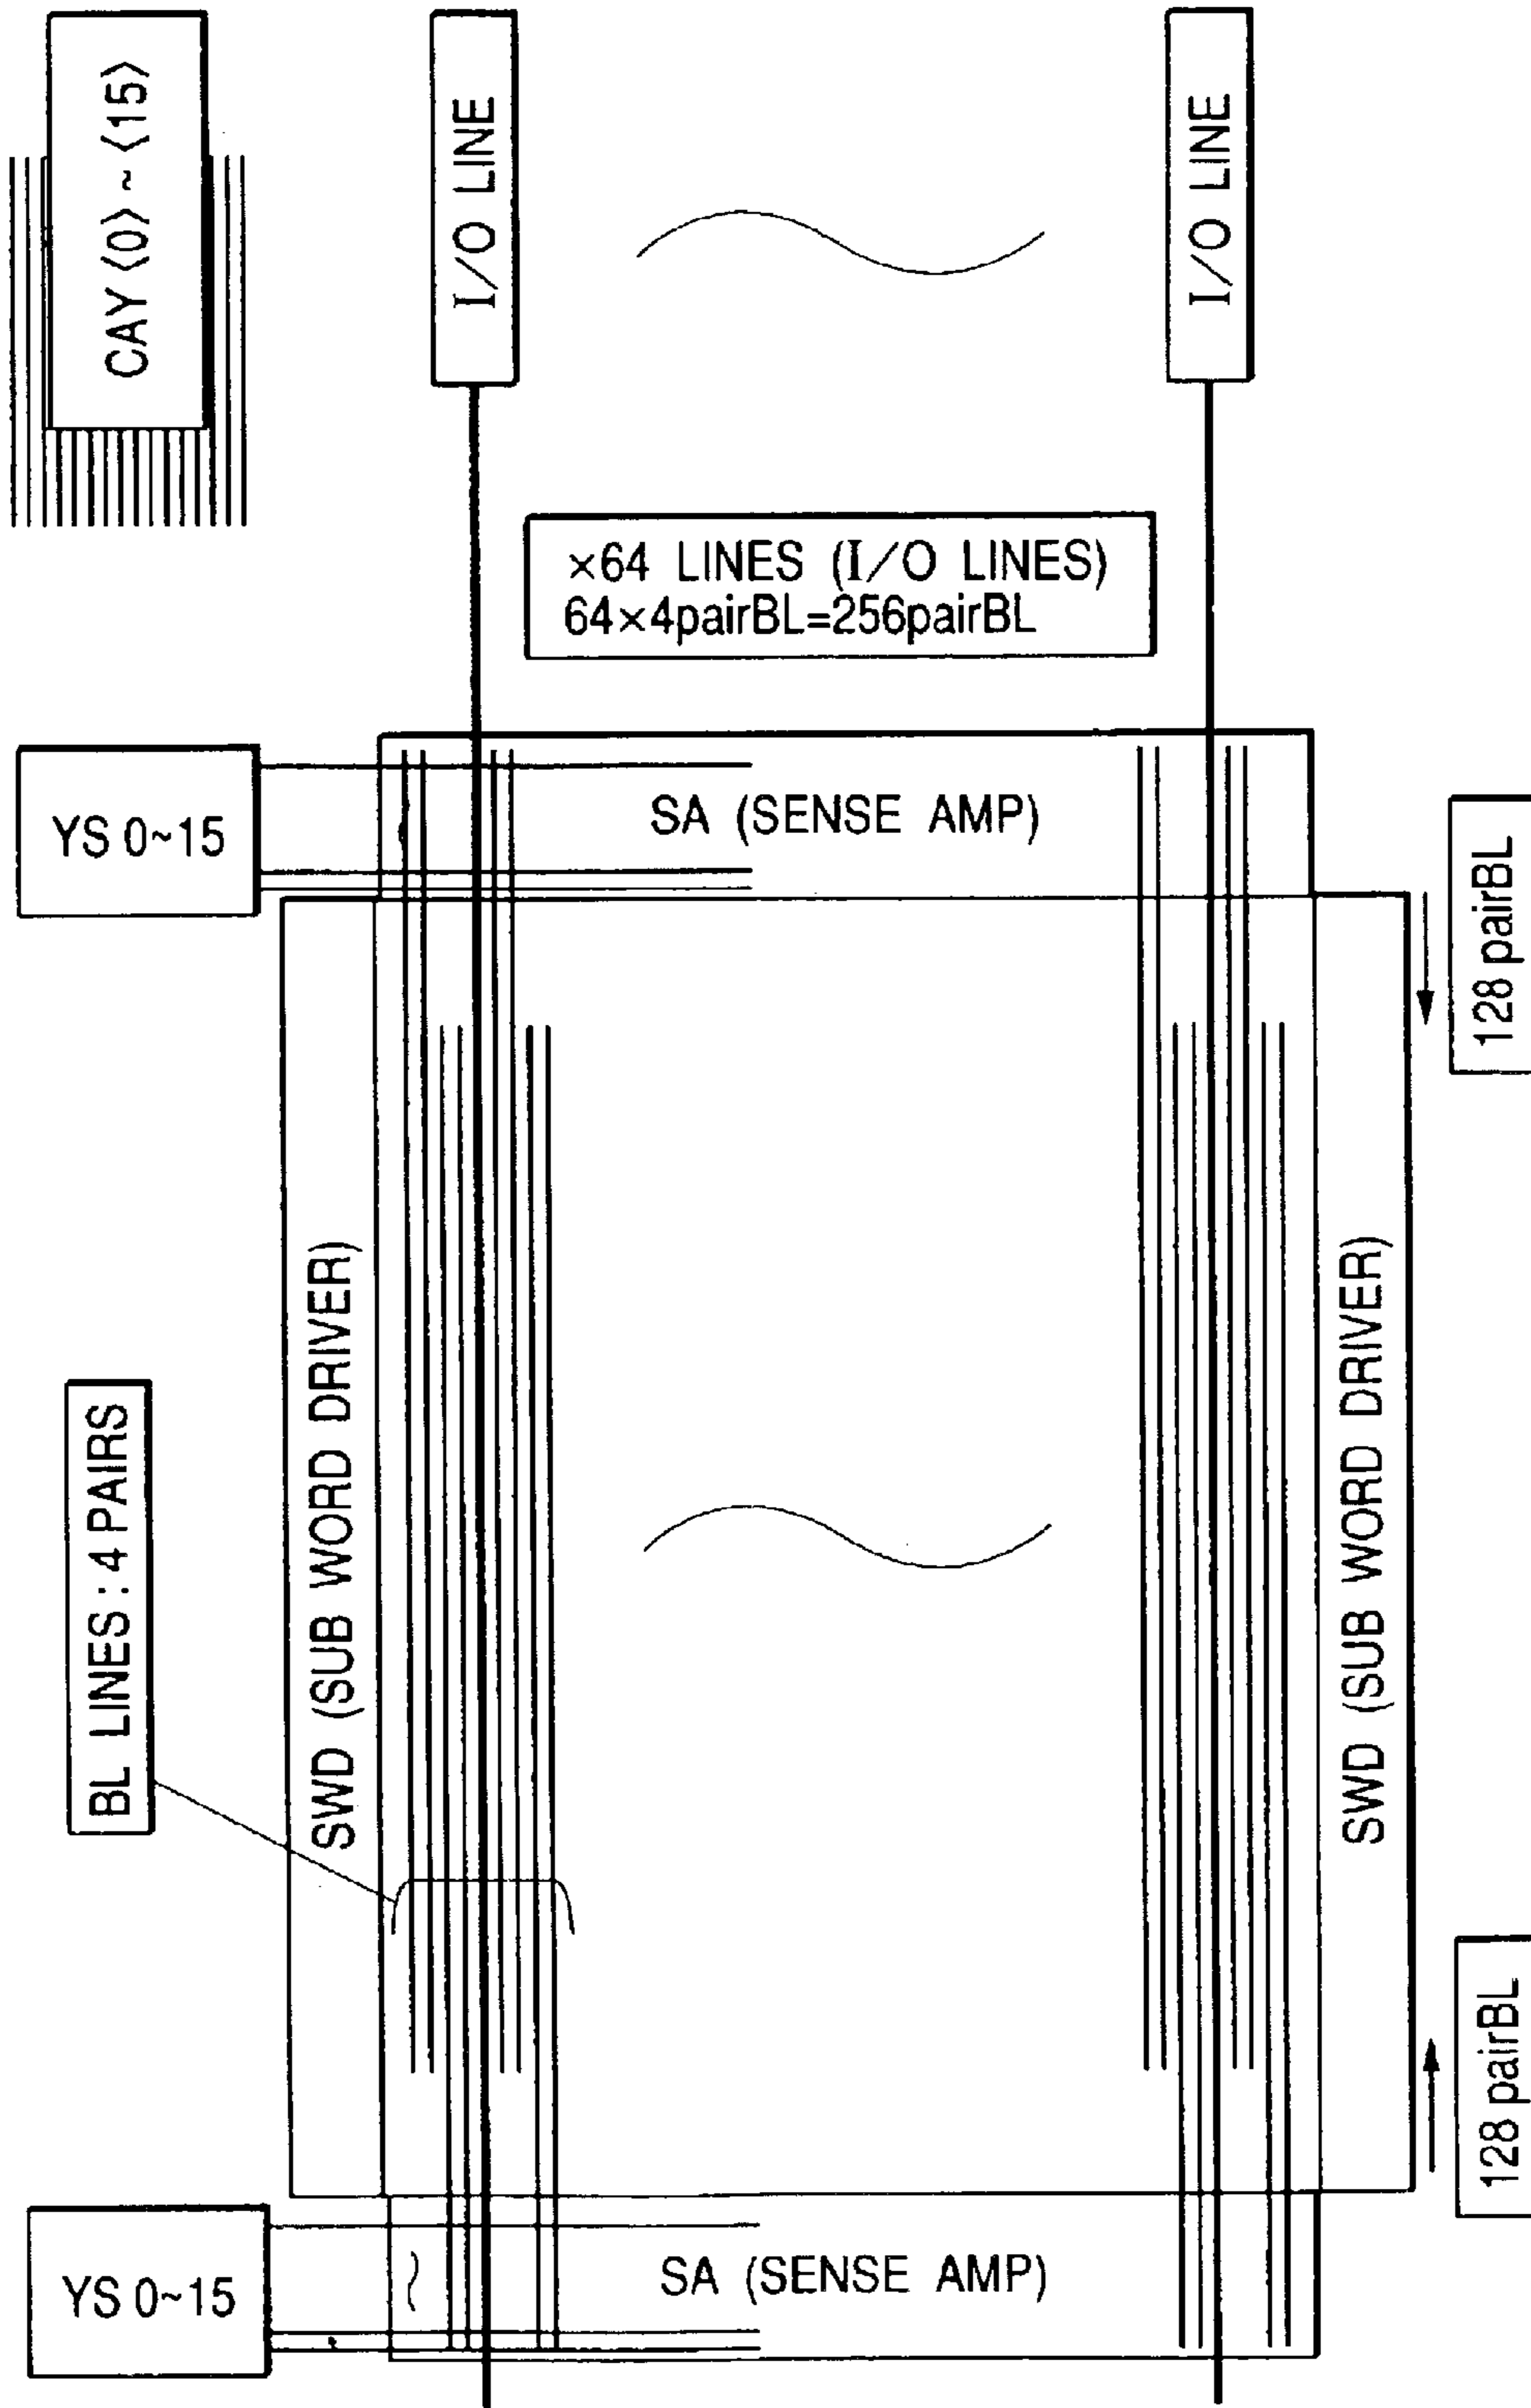 CAY ⟨0⟩ ~ ⟨15⟩
I/O LINE
I/O LINE
×64 LINES (I/O LINES)
64×4pairBL=256pairBL
YS 0~15
SA (SENSE AMP)
128 pairBL
SWD (SUB WORD DRIVER)
BL LINES : 4 PAIRS
SWD (SUB WORD DRIVER)
YS 0~15
SA (SENSE AMP)
128 pairBL